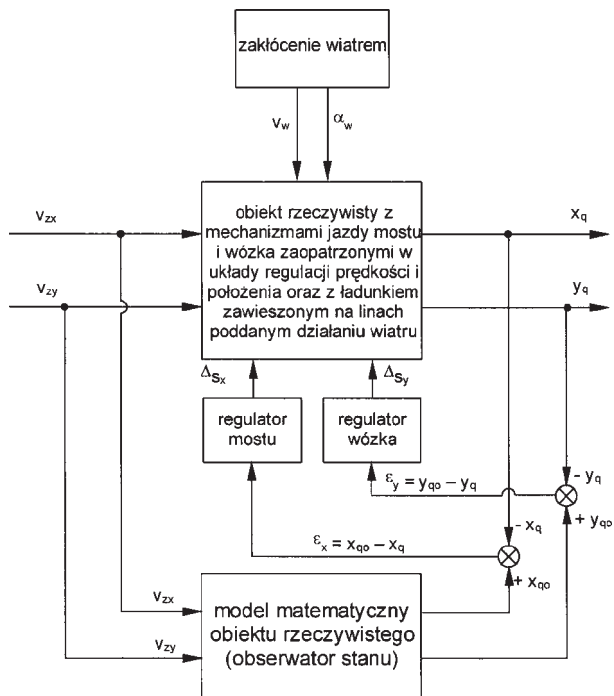 zakłócenie wiatrem
v_w
α_w
v_zx
v_zy
obiekt rzeczywisty z
mechanizmami jazdy mostu
i wózka zaopatrzonymi w
układy regulacji prędkości i
położenia oraz z ładunkiem
zawieszonym na linach
poddanym działaniu wiatru
x_q
y_q
Δ_Sx
Δ_Sy
regulator
mostu
regulator
wózka
ε_y = y_qo – y_q
- y_q
+ y_qo
ε_x = x_qo – x_q
- x_q
+ x_qo
v_zx
v_zy
model matematyczny
obiektu rzeczywistego
(obserwator stanu)